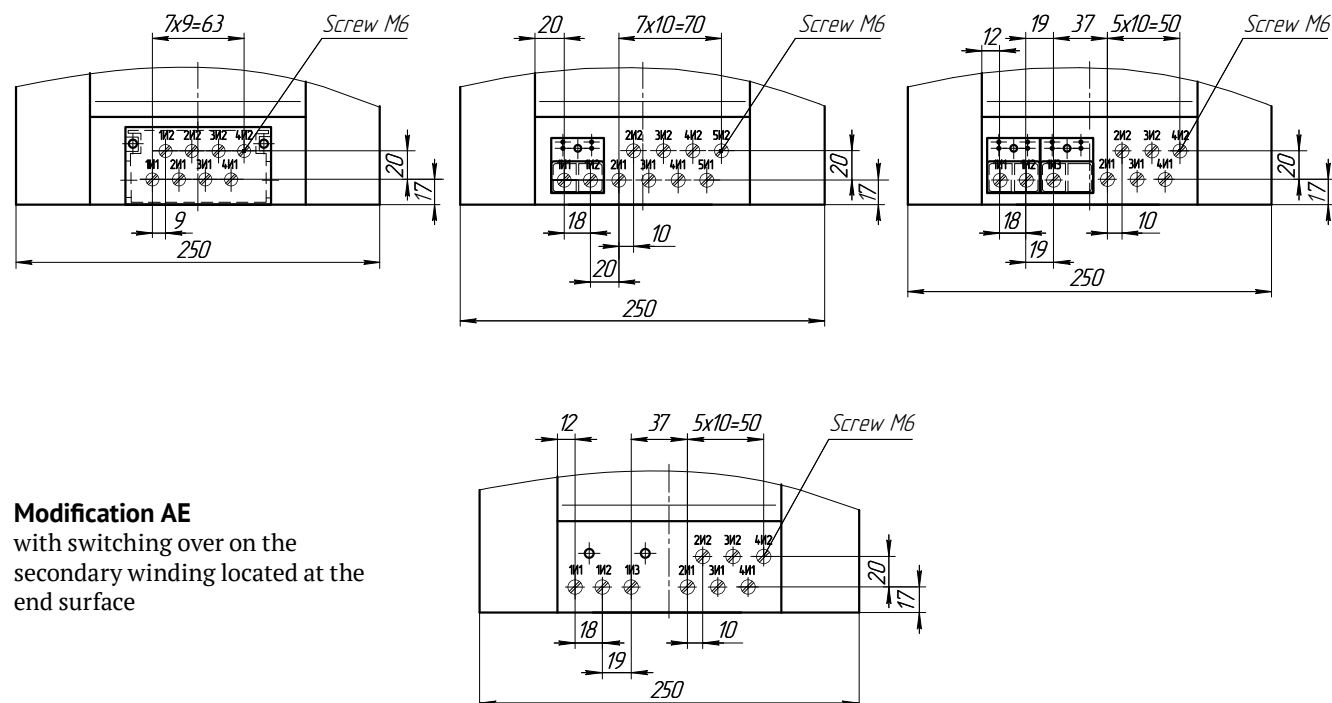 7x9=63
Screw M6
1И2 2И2 3И2 4И2
1И1 2И1 3И1 4И1
20
17
9
250
20
7x10=70
Screw M6
2И2 3И2 4И2 5И2
1И1 1И2 2И1 3И1 4И1 5И1
20
17
18
10
20
250
12
19
37
5x10=50
Screw M6
2И2 3И2 4И2
1И1 1И2 1И3 2И1 3И1 4И1
20
17
18
10
19
250
Modification AE
with switching over on the
secondary winding located at the
end surface
12
37
5x10=50
Screw M6
2И2 3И2 4И2
1И1 1И2 1И3 2И1 3И1 4И1
20
17
18
10
19
250